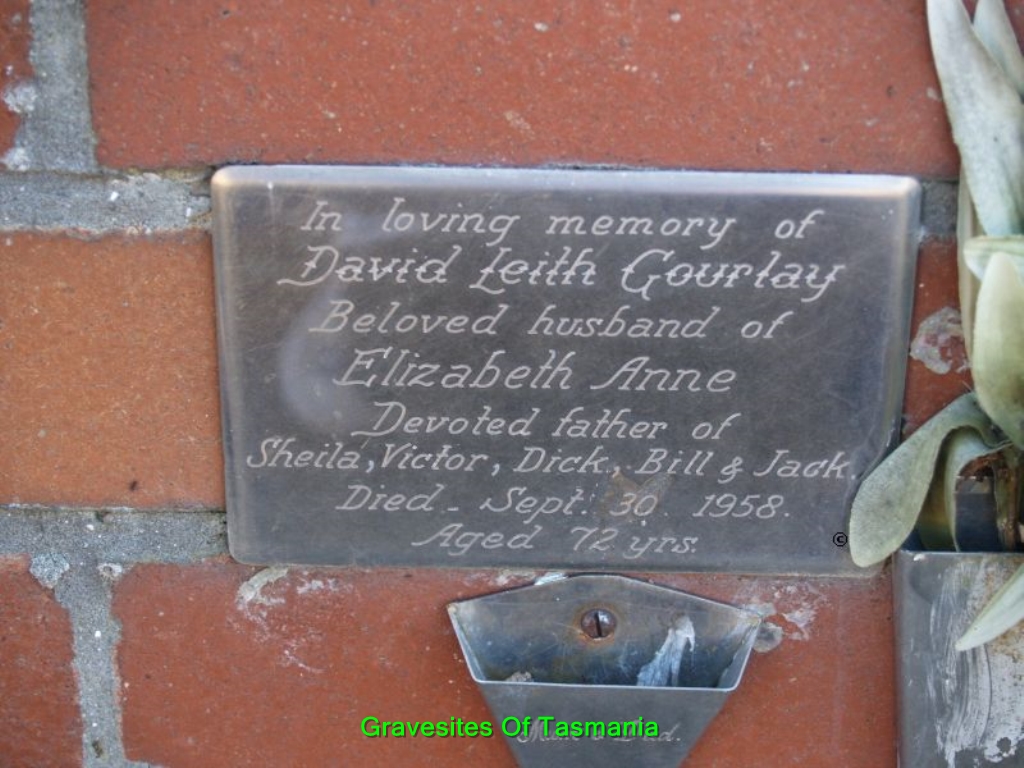 In loving memory of
David Leith Gourlay
Beloved husband of
Elizabeth Anne
Devoted father of
Sheila, Victor, Dick, Bill & Jack.
Died - Sept. 30 1958.
Aged 72 yrs.
©
Gravesites Of Tasmania